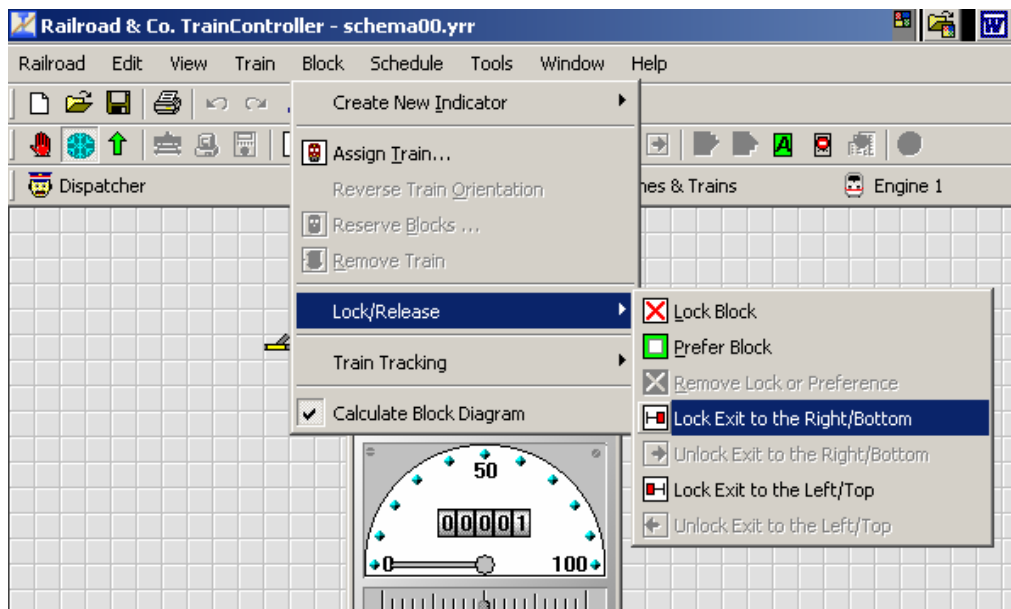 Railroad & Co. TrainController - schema00.yrr
Railroad Edit View Train Block Schedule Tools Window Help
Create New Indicator
Assign Train...
A
Dispatcher
nes & Trains
Engine 1
Reverse Train Orientation
Reserve Blocks ...
Remove Train
Lock/Release
Lock Block
Prefer Block
Train Tracking
Remove Lock or Preference
Calculate Block Diagram
Lock Exit to the Right/Bottom
Unlock Exit to the Right/Bottom
Lock Exit to the Left/Top
Unlock Exit to the Left/Top
50
00001
0
100
W